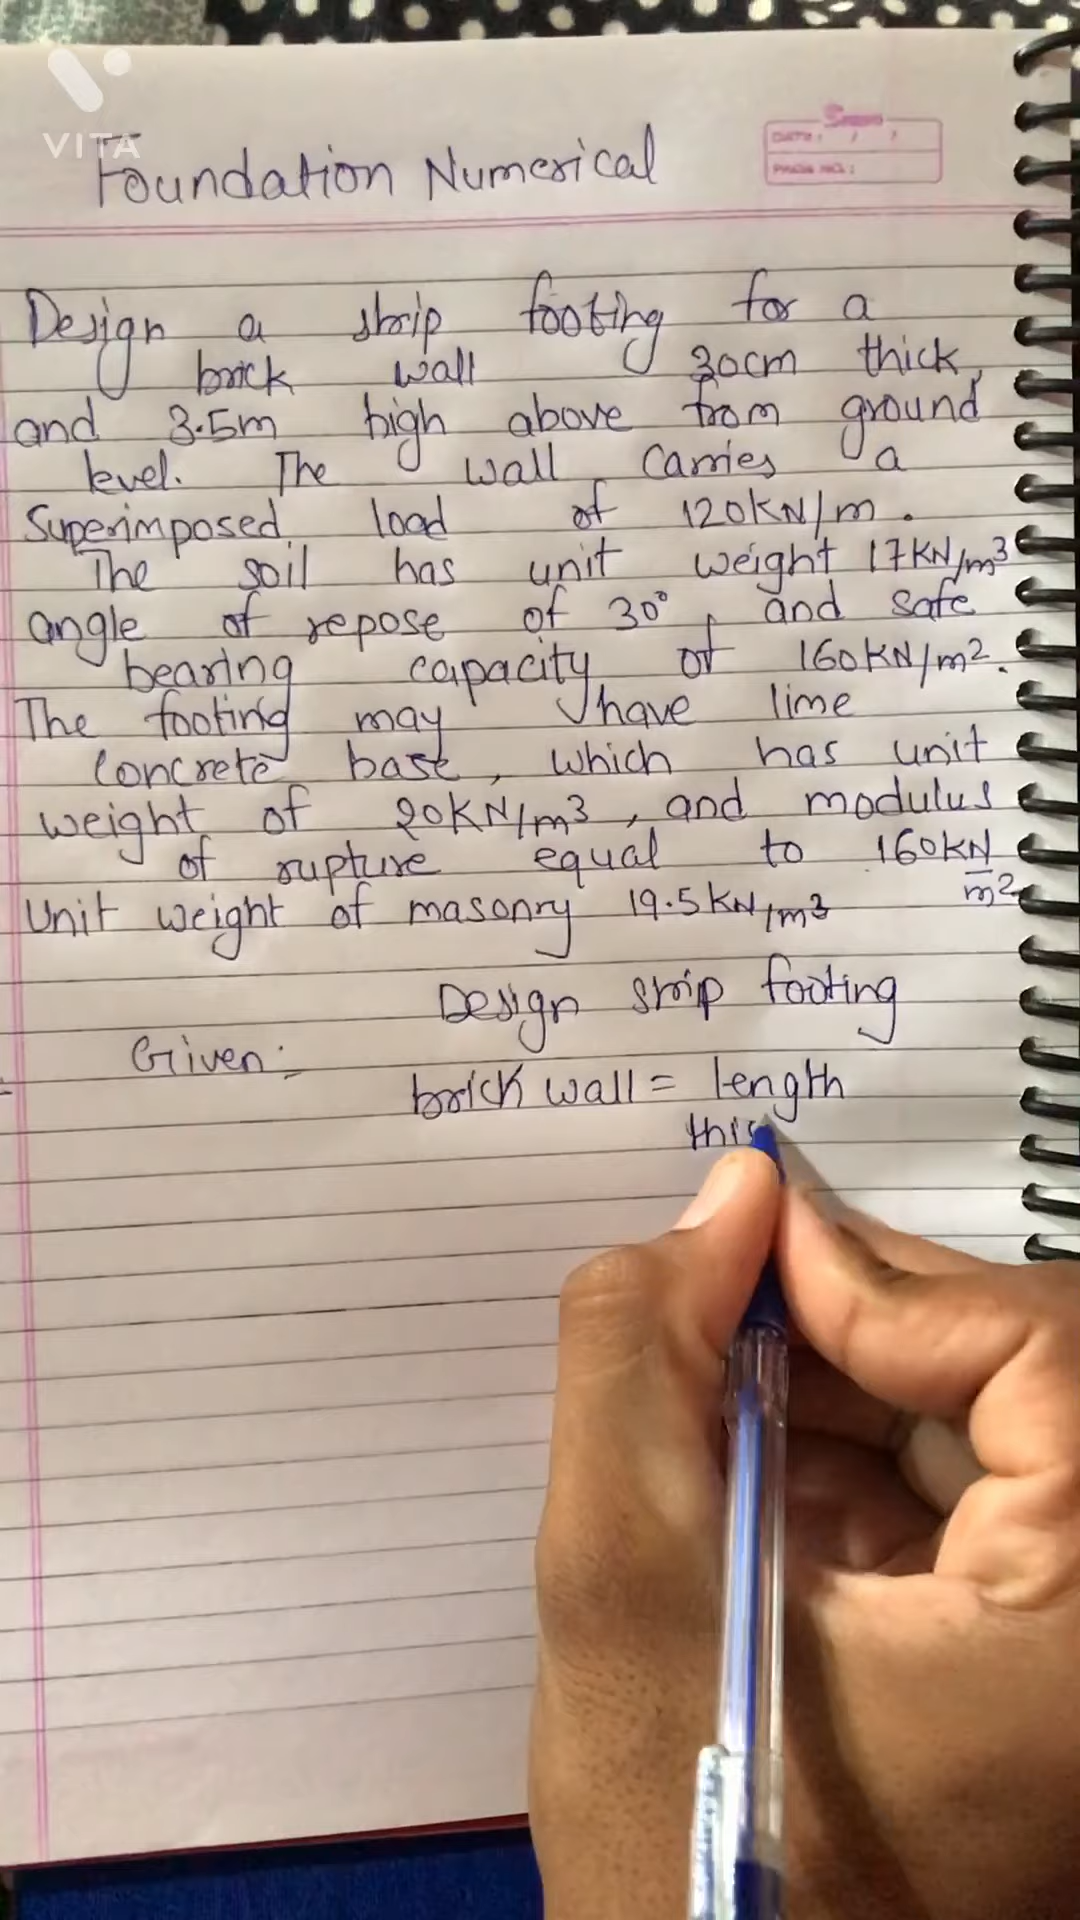 VITA
Foundation Numerical
DATE: / /
PAGE NO.:
Design a strip footing for a
brick wall 30cm thick,
and 3.5m high above from ground
level. The wall carries a
Superimposed load of 120KN/m.
The soil has unit weight 17KN/m3
angle of repose of 30°, and safe
bearing capacity of 160KN/m2.
The footing may have lime
concrete base, which has unit
weight of 20KN/m3, and modulus
of rupture equal to 160KN/m2
Unit weight of masonry 19.5KN/m3
Design strip footing
Given:
brick wall = length
thi